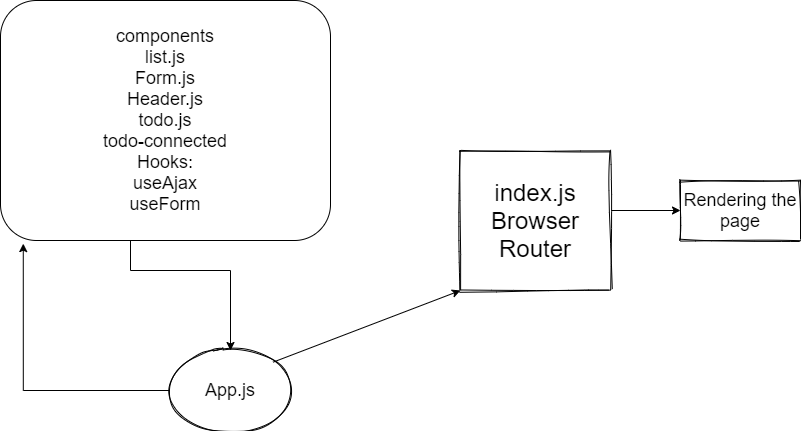 components
list.js
Form.js
Header.js
todo.js
todo-connected
Hooks:
useAjax
useForm
index.js
Browser
Router
Rendering the
page
App.js